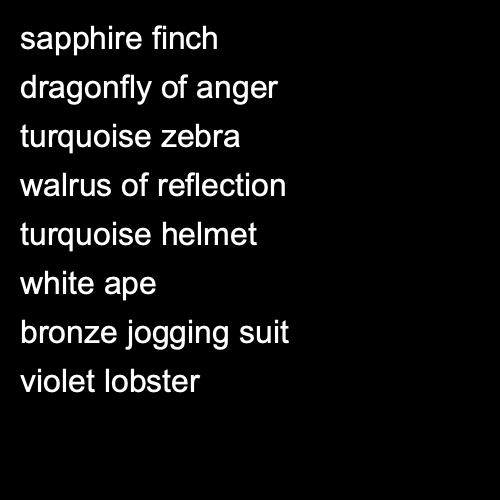 sapphire finch
dragonfly of anger
turquoise zebra
walrus of reflection
turquoise helmet
white ape
bronze jogging suit
violet lobster